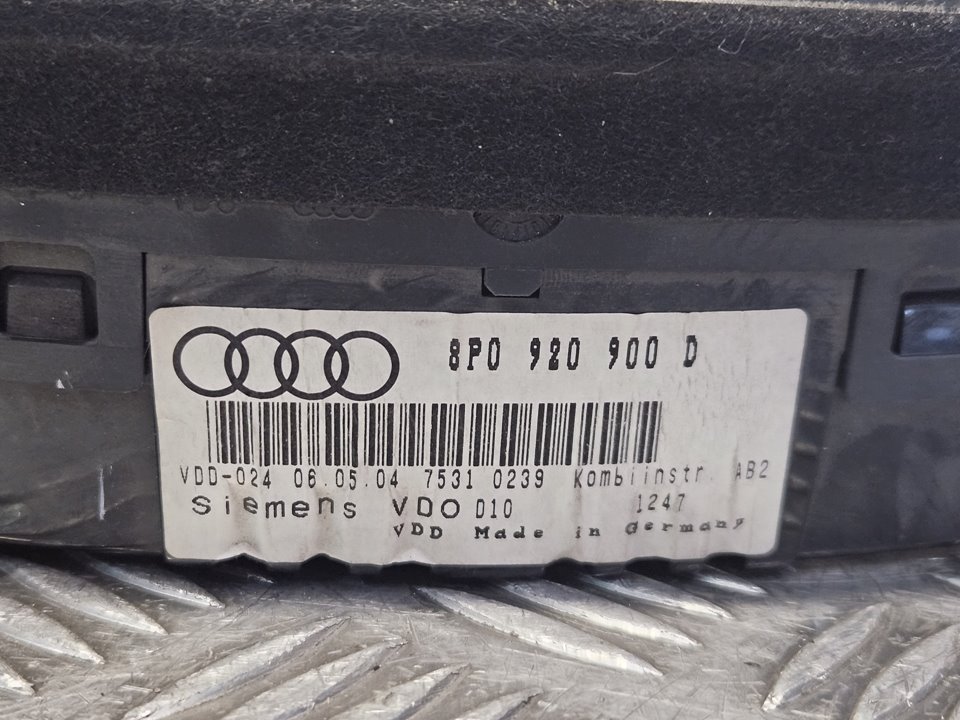 8P0 920 900 D
VDD-024 06.05.04 7531 0239 Kombiinstr. AB2
Siemens VDO D10 1247
VDD Made in Germany